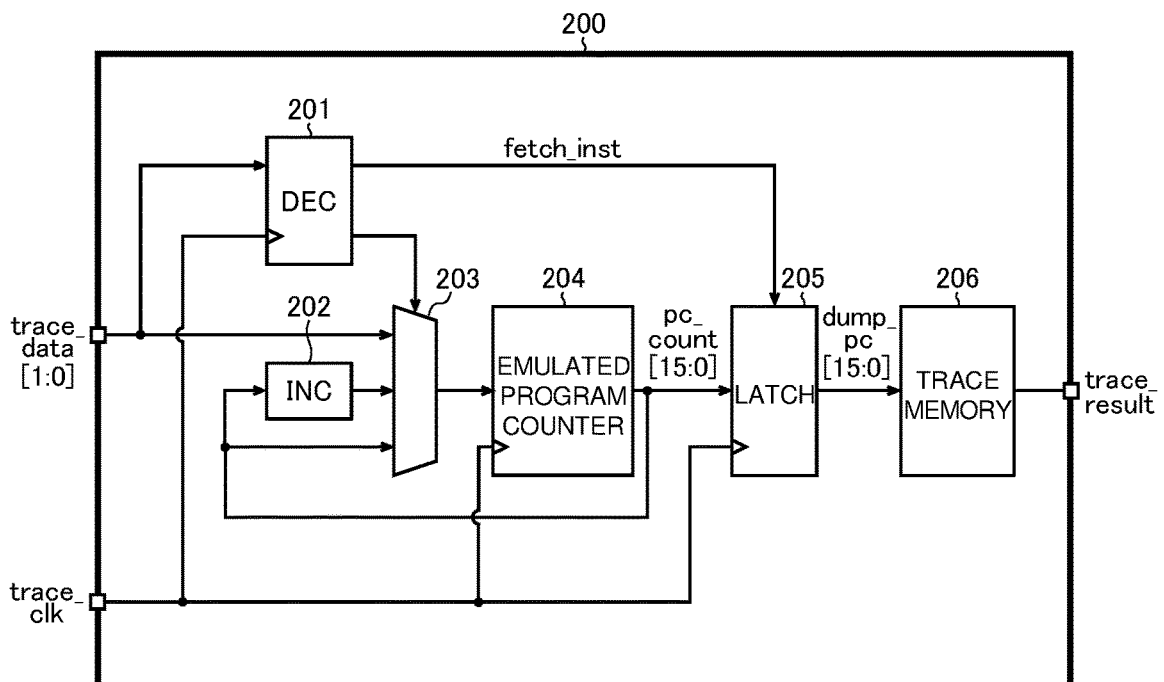 200
201
fetch_inst
DEC
203
204
205
206
202
trace_
data
[1:0]
pc_
count
[15:0]
dump_
pc
[15:0]
INC
EMULATED
PROGRAM
COUNTER
LATCH
TRACE
MEMORY
trace_
result
trace_
clk